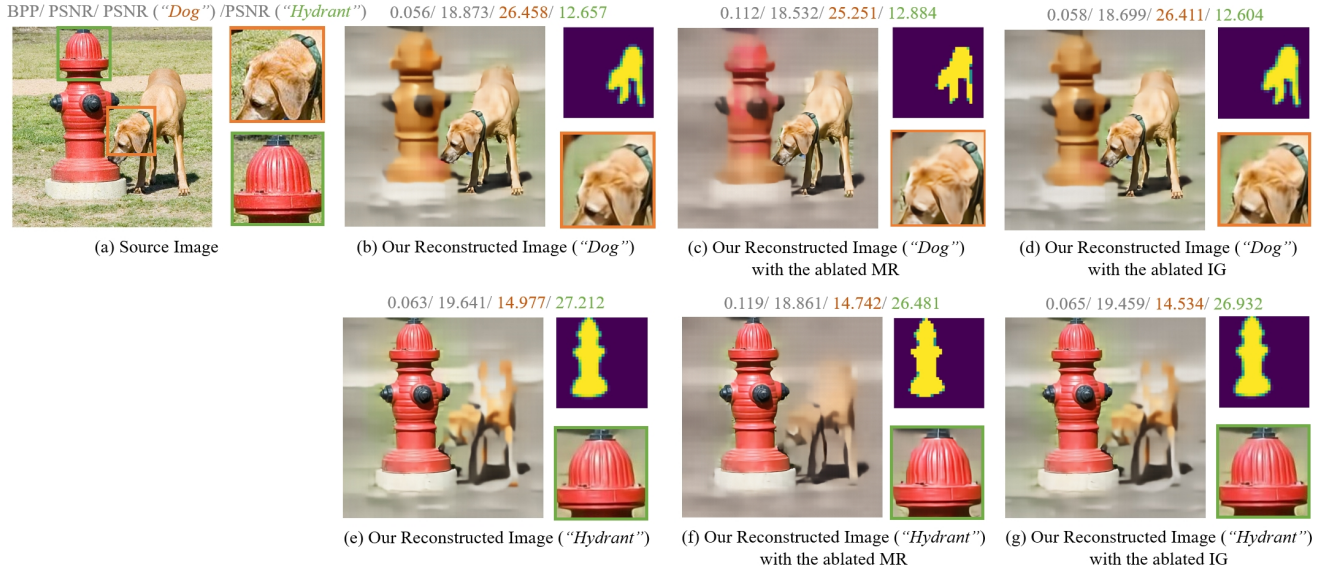 BPP/ PSNR/ PSNR (“Dog”) /PSNR (“Hydrant”)
0.056/ 18.873/ 26.458/ 12.657
0.112/ 18.532/ 25.251/ 12.884
0.058/ 18.699/ 26.411/ 12.604
(a) Source Image
(b) Our Reconstructed Image (“Dog”)
(c) Our Reconstructed Image (“Dog”)
with the ablated MR
(d) Our Reconstructed Image (“Dog”)
with the ablated IG
0.063/ 19.641/ 14.977/ 27.212
0.119/ 18.861/ 14.742/ 26.481
0.065/ 19.459/ 14.534/ 26.932
(e) Our Reconstructed Image (“Hydrant”)
(f) Our Reconstructed Image (“Hydrant”)
with the ablated MR
(g) Our Reconstructed Image (“Hydrant”)
with the ablated IG